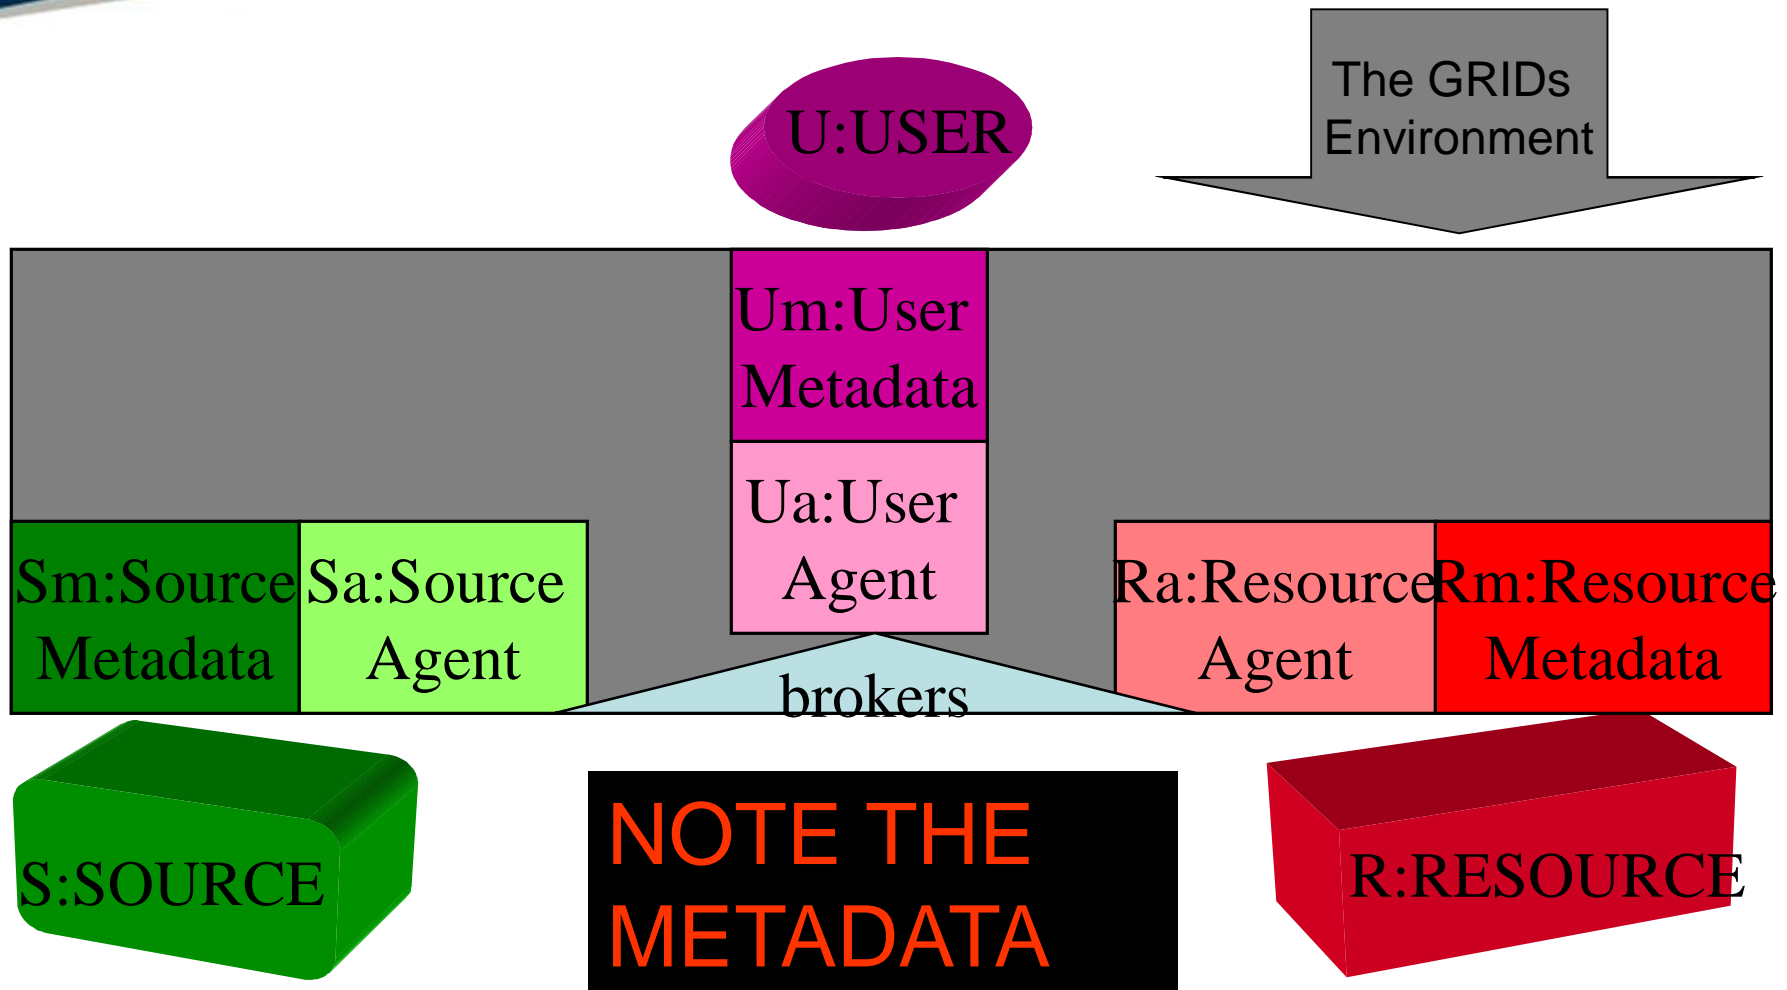 U:USER
The GRIDs
Environment
Um:User
Metadata
Ua:User
Agent
Sm:Source
Metadata
Sa:Source
Agent
Ra:Resource
Agent
Rm:Resource
Metadata
brokers
S:SOURCE
NOTE THE
METADATA
R:RESOURCE